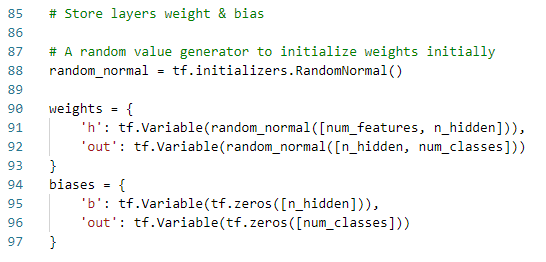 85 # Store layers weight & bias
86
87 # A random value generator to initialize weights initially
88 random_normal = tf.initializers.RandomNormal()
89
90 weights = {
91     'h': tf.Variable(random_normal([num_features, n_hidden])),
92     'out': tf.Variable(random_normal([n_hidden, num_classes]))
93 }
94 biases = {
95     'b': tf.Variable(tf.zeros([n_hidden])),
96     'out': tf.Variable(tf.zeros([num_classes]))
97 }